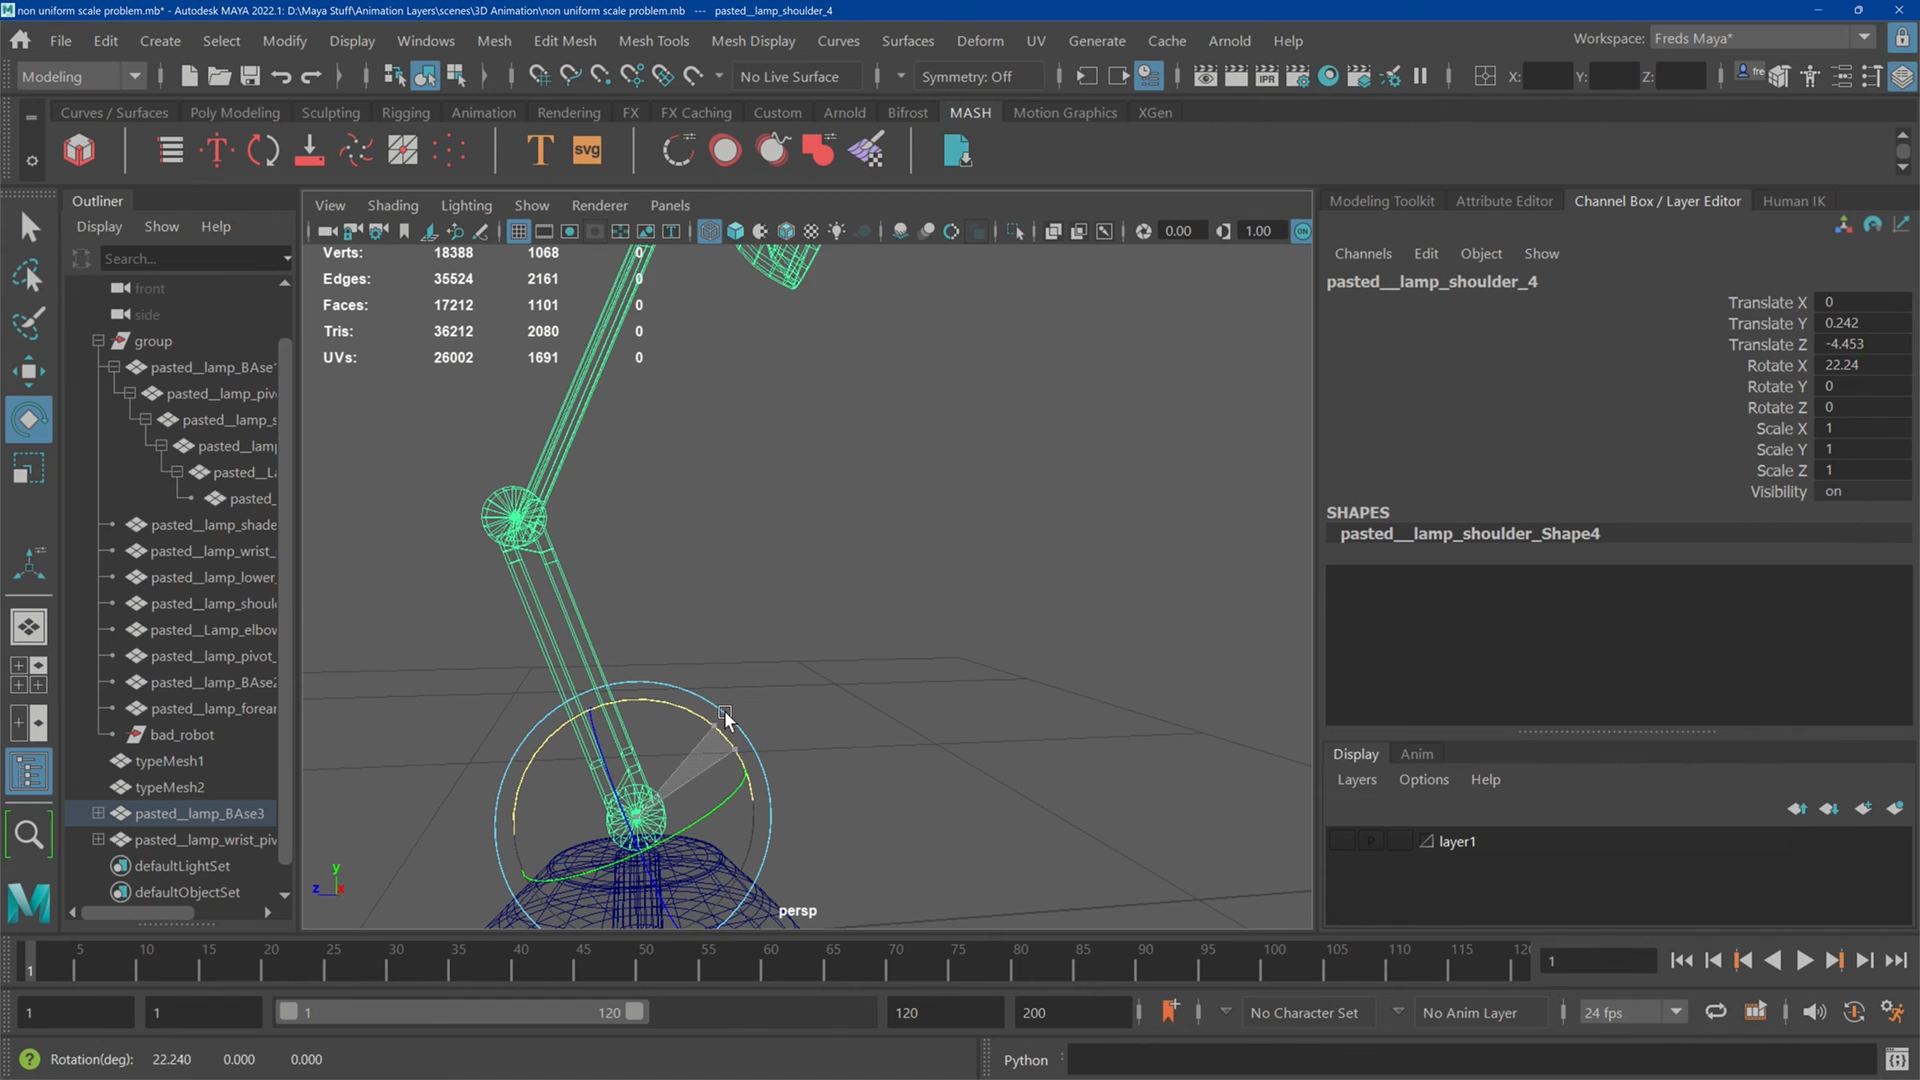 non uniform scale problem.mb* - Autodesk MAYA 2022.1: D:\Maya Stuff\Animation Layers\scenes\3D Animation\non uniform scale problem.mb --- pasted__lamp_shoulder_4
File Edit Create Select Modify Display Windows Mesh Edit Mesh Mesh Tools Mesh Display Curves Surfaces Deform UV Generate Cache Arnold Help
Workspace: Freds Maya*
Modeling No Live Surface Symmetry: Off X: Y: Z: fre
Curves / Surfaces Poly Modeling Sculpting Rigging Animation Rendering FX FX Caching Custom Arnold Bifrost MASH Motion Graphics XGen
T svg
Outliner
Display Show Help
Search...
front
side
group
pasted__lamp_BAse
pasted__lamp_piv
pasted__lamp_s
pasted__lamp
pasted__La
pasted_
pasted__lamp_shade
pasted__lamp_wrist_
pasted__lamp_lower_
pasted__lamp_shoul
pasted__Lamp_elbow
pasted__lamp_pivot_
pasted__lamp_BAse
pasted__lamp_forear
bad_robot
typeMesh1
typeMesh2
pasted__lamp_BAse3
pasted__lamp_wrist_piv
defaultLightSet
defaultObjectSet
View Shading Lighting Show Renderer Panels
0.00 1.00 ON
Verts: 18388 1068 0
Edges: 35524 2161 0
Faces: 17212 1101 0
Tris: 36212 2080 0
UVs: 26002 1691 0
y
z x
persp
Modeling Toolkit Attribute Editor Channel Box / Layer Editor Human IK
Channels Edit Object Show
pasted__lamp_shoulder_4
Translate X 0
Translate Y 0.242
Translate Z -4.453
Rotate X 22.24
Rotate Y 0
Rotate Z 0
Scale X 1
Scale Y 1
Scale Z 1
Visibility on
SHAPES
pasted__lamp_shoulder_Shape4
Display Anim
Layers Options Help
P layer1
5 10 15 20 25 30 35 40 45 50 55 60 65 70 75 80 85 90 95 100 105 110 115 12
1 1
1 1 1 120 120 200 No Character Set No Anim Layer 24 fps
Rotation(deg): 22.240 0.000 0.000 Python